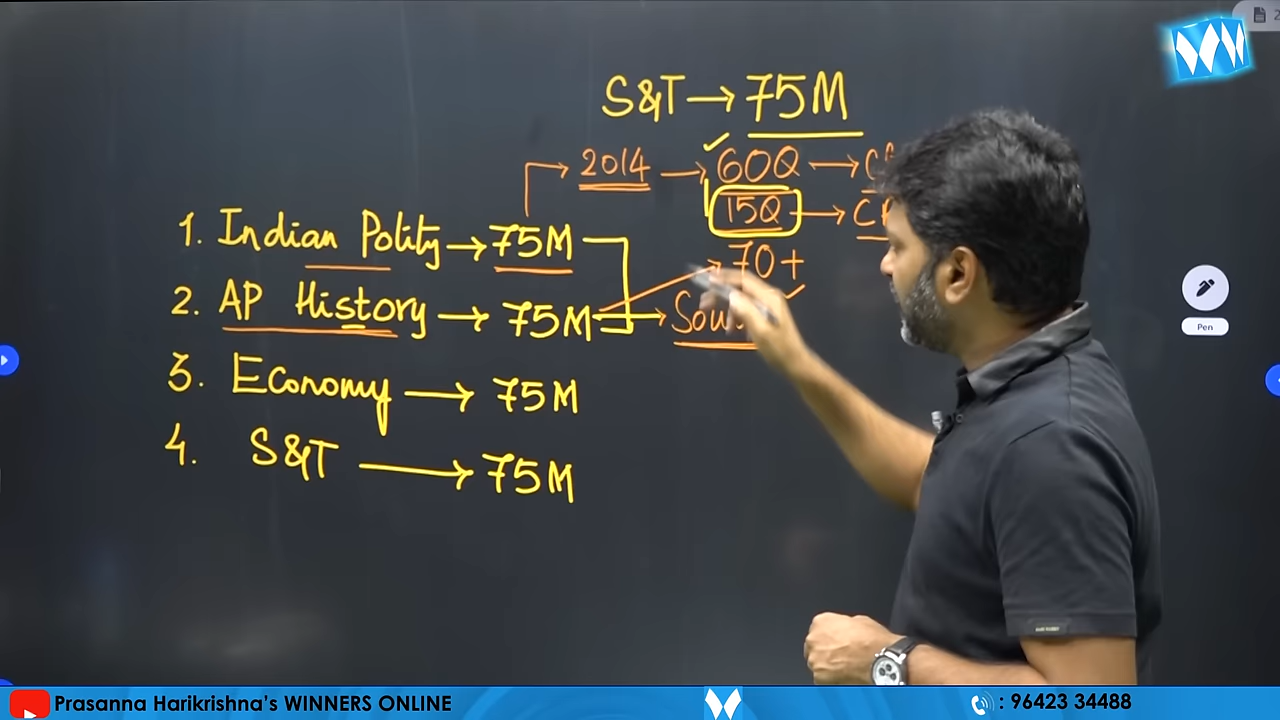 S&T → 75M
2014 → 60Q →
15Q →
70+
1. Indian Polity → 75M
2. AP History → 75M
3. Economy → 75M
4. S&T → 75M
Pen
Prasanna Harikrishna's WINNERS ONLINE
: 96423 34488